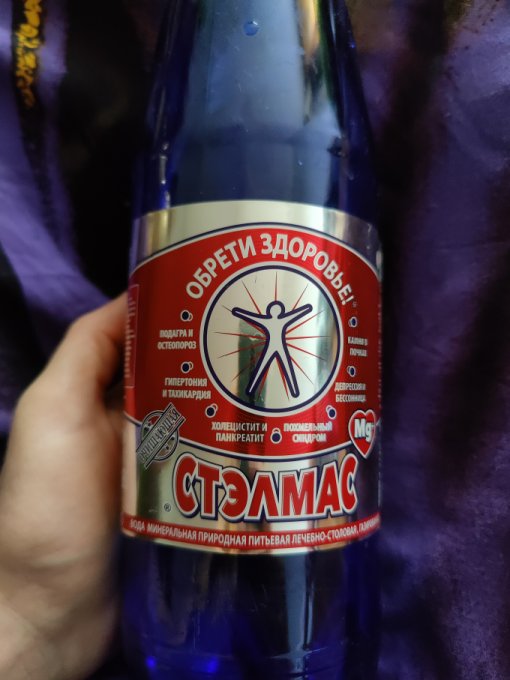 ОБРЕТИ ЗДОРОВЬЕ!
®
ПОДАГРА И
ОСТЕОПОРОЗ
КАМНИ В
ПОЧКАХ
ГИПЕРТОНИЯ
И ТАХИКАРДИЯ
ДЕПРЕССИЯ И
БЕССОННИЦА
ХОЛЕЦИСТИТ И
ПАНКРЕАТИТ
ПОХМЕЛЬНЫЙ
СИНДРОМ
Mg
СТЭЛМАС
®
ВОДА МИНЕРАЛЬНАЯ ПРИРОДНАЯ ПИТЬЕВАЯ ЛЕЧЕБНО-СТОЛОВАЯ,